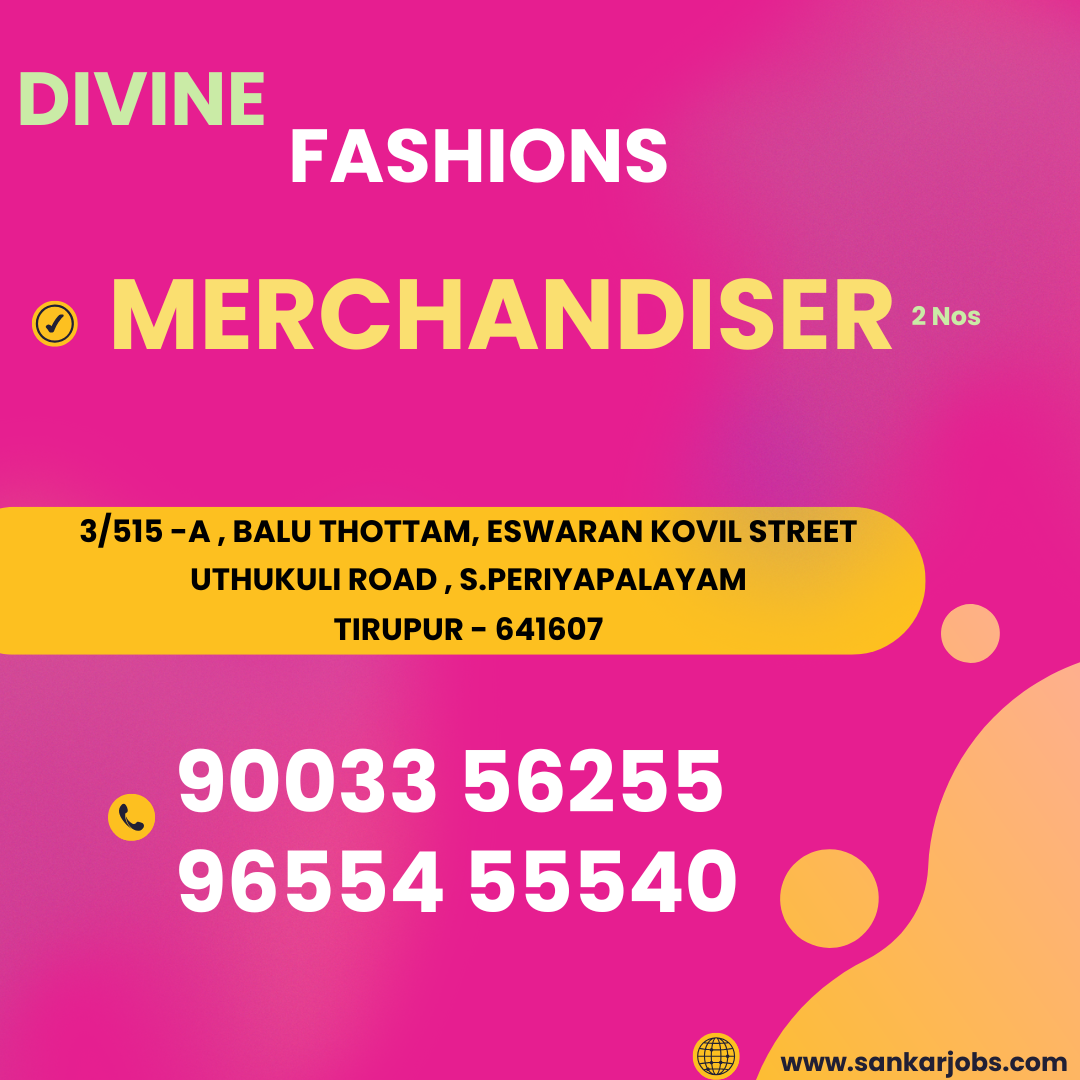 DIVINE
FASHIONS
MERCHANDISER 2 Nos
3/515 -A , BALU THOTTAM, ESWARAN KOVIL STREET
UTHUKULI ROAD , S.PERIYAPALAYAM
TIRUPUR - 641607
90033 56255
96554 55540
www.sankarjobs.com